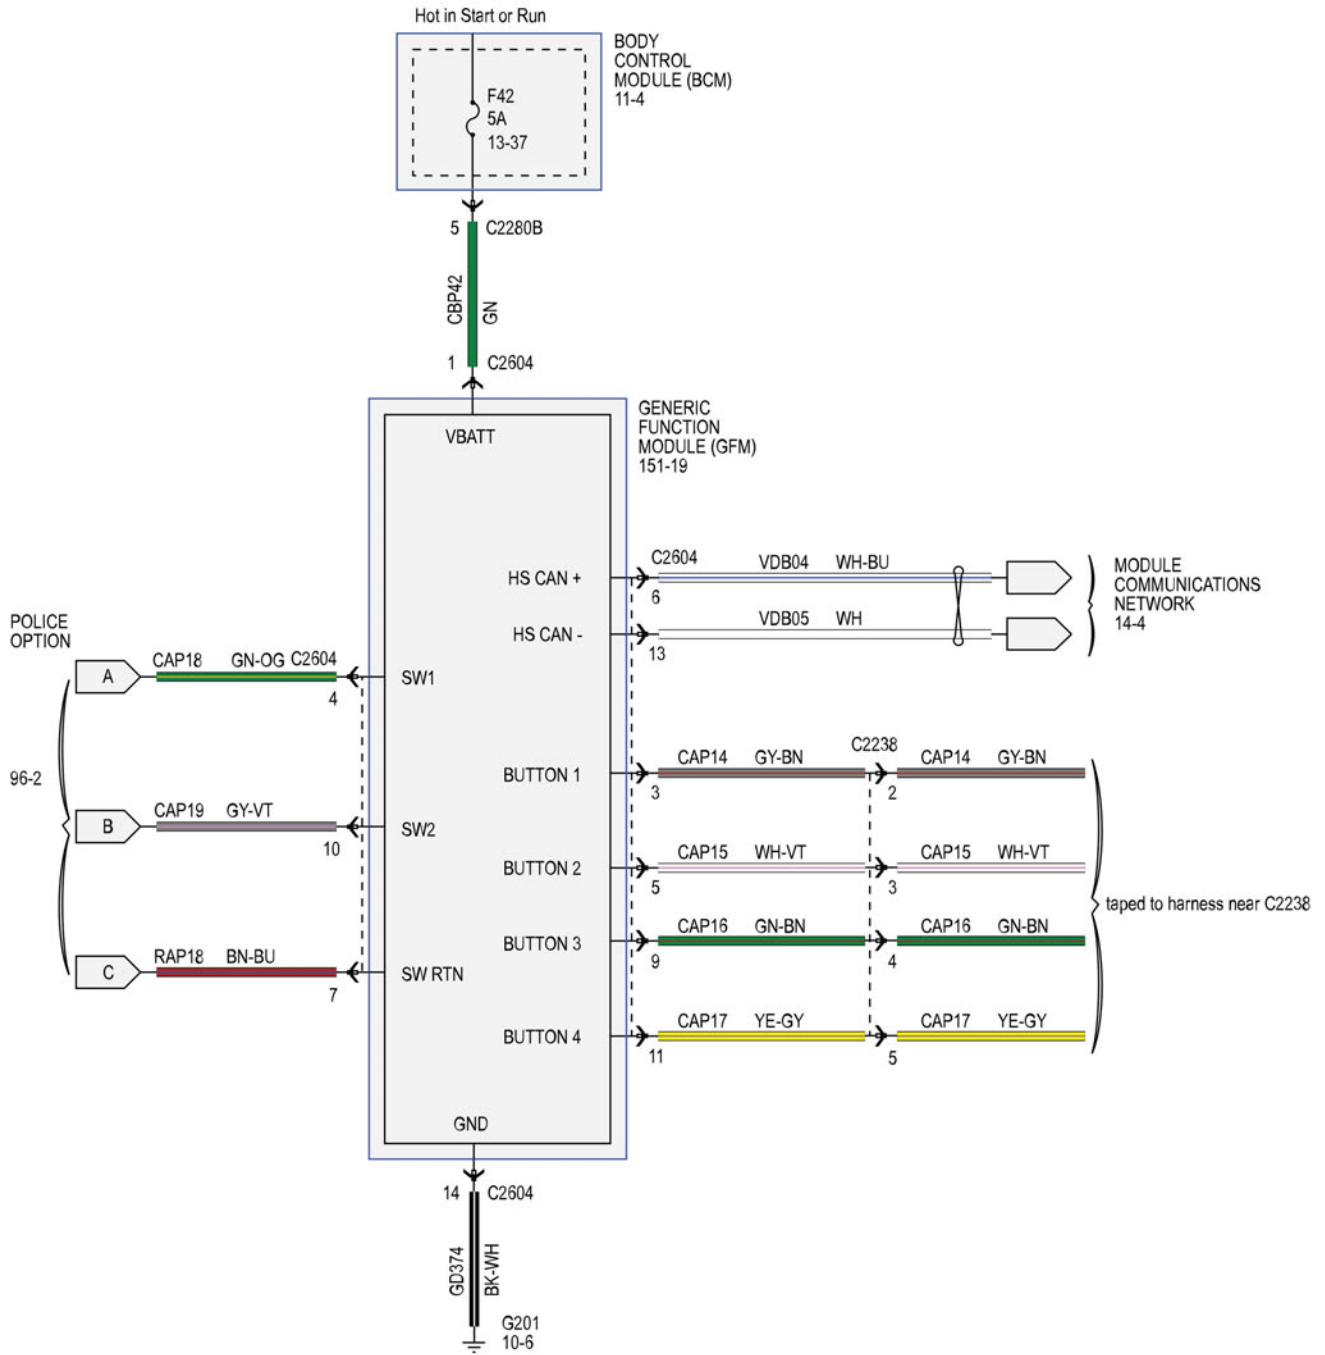 Hot in Start or Run
BODY
CONTROL
MODULE (BCM)
11-4
F42
5A
13-37
5 C2280B
CBP42
GN
1 C2604
GENERIC
FUNCTION
MODULE (GFM)
151-19
VBATT
HS CAN +
C2604
6
VDB04 WH-BU
HS CAN -
13
VDB05 WH
MODULE
COMMUNICATIONS
NETWORK
14-4
POLICE
OPTION
96-2
A
CAP18 GN-OG C2604
4
SW1
B
CAP19 GY-VT
10
SW2
C
RAP18 BN-BU
7
SW RTN
BUTTON 1
3
CAP14 GY-BN
C2238
2
CAP14 GY-BN
BUTTON 2
5
CAP15 WH-VT
3
CAP15 WH-VT
BUTTON 3
9
CAP16 GN-BN
4
CAP16 GN-BN
BUTTON 4
11
CAP17 YE-GY
5
CAP17 YE-GY
taped to harness near C2238
GND
14 C2604
GD374
BK-WH
G201
10-6